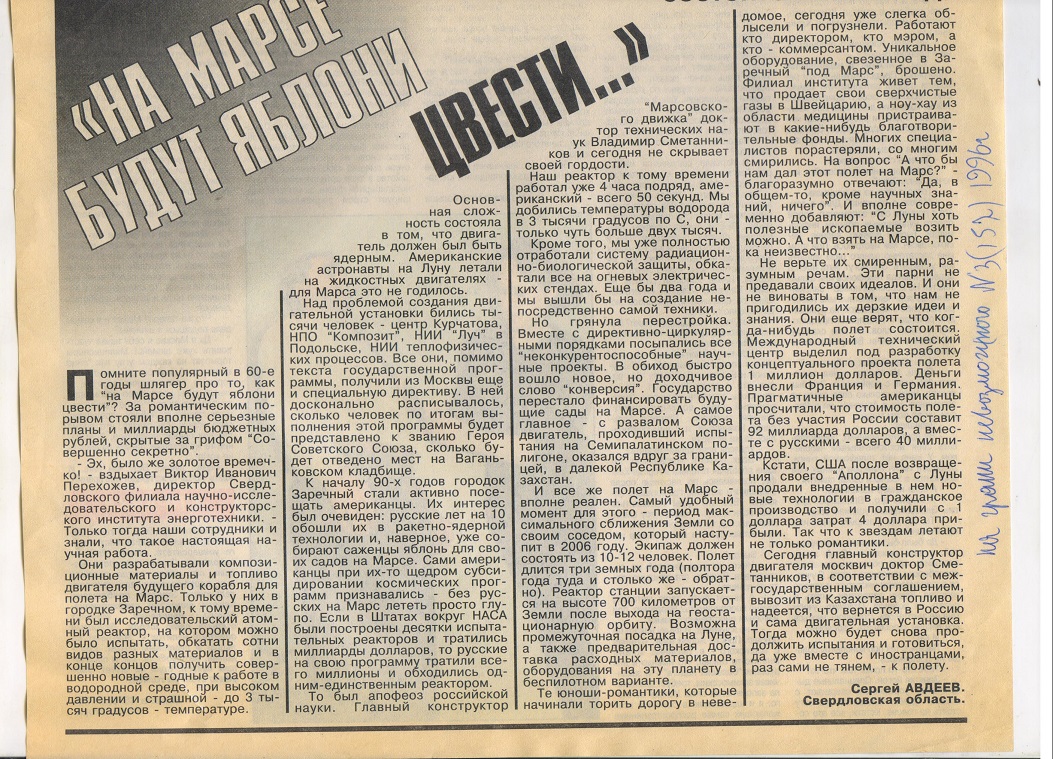 «НА МАРСЕ
БУДУТ ЯБЛОНИ
ЦВЕСТИ...»
Помните популярный в 60-е
годы шлягер про то, как
"на Марсе будут яблони
цвести"? За романтическим по-
рывом стояли вполне серьезные
планы и миллиарды бюджетных
рублей, скрытые за грифом "Со-
вершенно секретно".
- Эх, было же золотое времеч-
ко! - вздыхает Виктор Иванович
Перехожев, директор Сверд-
ловского филиала научно-иссле-
довательского и конструкторс-
кого института энерготехники. -
Только тогда наши сотрудники и
знали, что такое настоящая на-
учная работа.
Они разрабатывали компози-
ционные материалы и топливо
двигателя будущего корабля для
полета на Марс. Только у них в
городке Заречном, к тому време-
ни был исследовательский атом-
ный реактор, на котором можно
было испытать, обкатать сотни
видов разных материалов и в
конце концов получить совер-
шенно новые - годные к работе в
водородной среде, при высоком
давлении и страшной - до 3 ты-
сяч градусов - температуре.
Основ-
ная слож-
ность состояла
в том, что двига-
тель должен был быть
ядерным. Американские
астронавты на Луну летали
на жидкостных двигателях -
для Марса это не годилось.
Над проблемой создания дви-
гательной установки бились ты-
сячи человек - центр Курчатова,
НПО "Композит", НИИ "Луч" в
Подольске, НИИ теплофизичес-
ких процессов. Все они, помимо
текста государственной про-
граммы, получили из Москвы еще
и специальную директиву. В ней
досконально расписывалось,
сколько человек по итогам вы-
полнения этой программы будет
представлено к званию Героя
Советского Союза, сколько бу-
дет отведено мест на Вагань-
ковском кладбище.
К началу 90-х годов городок
Заречный стали активно посе-
щать американцы. Их интерес
был очевиден: русские лет на 10
обошли их в ракетно-ядерной
технологии и, наверное, уже со-
бирают саженцы яблонь для сво-
их садов на Марсе. Сами амери-
канцы при их-то щедром субси-
дировании космических про-
грамм признавались - без рус-
ских на Марс лететь просто глу-
по. Если в Штатах вокруг НАСА
были построены десятки испыта-
тельных реакторов и тратились
миллиарды долларов, то русские
на свою программу тратили все-
го миллионы и обходились од-
ним-единственным реактором.
То был апофеоз российской
науки. Главный конструктор
"Марсовско-
го движка" док-
тор технических на-
ук Владимир Сметанни-
ков и сегодня не скрывает
своей гордости.
Наш реактор к тому времени
работал уже 4 часа подряд, аме-
риканский - всего 50 секунд. Мы
добились температуры водорода
в 3 тысячи градусов по С, они -
только чуть больше двух тысяч.
Кроме того, мы уже полностью
отработали систему радиацион-
но-биологической защиты, обка-
тали все на огневых электричес-
ких стендах. Еще бы два года и
мы вышли бы на создание не-
посредственно самой техники.
Но грянула перестройка.
Вместе с директивно-циркуляр-
ными порядками посыпались все
"неконкурентоспособные" науч-
ные проекты. В обиход быстро
вошло новое, но доходчивое
слово "конверсия". Государство
перестало финансировать буду-
щие сады на Марсе. А самое
главное - с развалом Союза
двигатель, проходивший испы-
тания на Семипалатинском по-
лигоне, оказался вдруг за грани-
цей, в далекой Республике Ка-
захстан.
И все же полет на Марс -
вполне реален. Самый удобный
момент для этого - период мак-
симального сближения Земли со
своим соседом, который насту-
пит в 2006 году. Экипаж должен
состоять из 10-12 человек. Полет
длится три земных года (полтора
года туда и столько же - обрат-
но). Реактор станции запускает-
ся на высоте 700 километров от
Земли после выхода на геоста-
ционарную орбиту. Возможна
промежуточная посадка на Луне,
а также предварительная дос-
тавка расходных материалов,
оборудования на эту планету в
беспилотном варианте.
Те юноши-романтики, которые
начинали торить дорогу в неве-
домое, сегодня уже слегка об-
лысели и погрузнели. Работают
кто директором, кто мэром, а
кто - коммерсантом. Уникальное
оборудование, свезенное в За-
речный "под Марс", брошено.
Филиал института живет тем,
что продает свои сверхчистые
газы в Швейцарию, а ноу-хау из
области медицины пристраива-
ют в какие-нибудь благотвори-
тельные фонды. Многих специа-
листов порастеряли, со многим
смирились. На вопрос "А что бы
нам дал этот полет на Марс?" -
благоразумно отвечают: "Да, в
общем-то, кроме научных зна-
ний, ничего". И вполне совре-
менно добавляют: "С Луны хоть
полезные ископаемые возить
можно. А что взять на Марсе, по-
ка неизвестно..."
Не верьте их смиренным, ра-
зумным речам. Эти парни не
предавали своих идеалов. И они
не виноваты в том, что нам не
пригодились их дерзкие идеи и
знания. Они еще верят, что ког-
да-нибудь полет состоится.
Международный технический
центр выделил под разработку
концептуального проекта полета
1 миллион долларов. Деньги
внесли Франция и Германия.
Прагматичные американцы
просчитали, что стоимость поле-
та без участия России составит
92 миллиарда долларов, а вмес-
те с русскими - всего 40 милли-
ардов.
Кстати, США после возвраще-
ния своего "Аполлона" с Луны
продали внедренные в нем но-
вые технологии в гражданское
производство и получили с 1
доллара затрат 4 доллара при-
были. Так что к звездам летают
не только романтики.
Сегодня главный конструктор
двигателя москвич доктор Сме-
танников, в соответствии с меж-
государственным соглашением,
вывозит из Казахстана топливо и
надеется, что вернется в Россию
и сама двигательная установка.
Тогда можно будет снова про-
должить испытания и готовиться,
да уже вместе с иностранцами,
раз сами не тянем, - к полету.
Сергей АВДЕЕВ.
Свердловская область.
на грани невозможного №3(152) 1996г